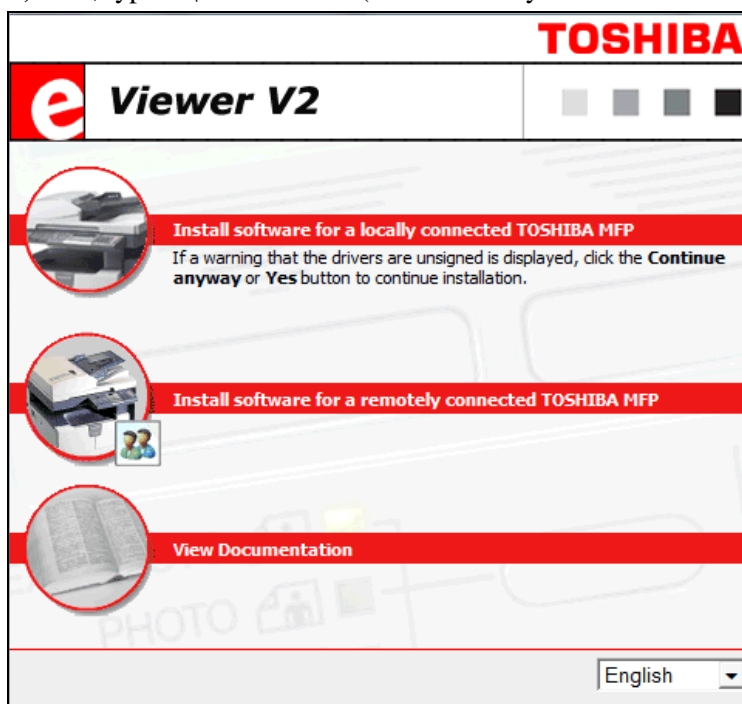 TOSHIBA
e Viewer V2
Install software for a locally connected TOSHIBA MFP
If a warning that the drivers are unsigned is displayed, click the Continue
anyway or Yes button to continue installation.
Install software for a remotely connected TOSHIBA MFP
View Documentation
PHOTO
English